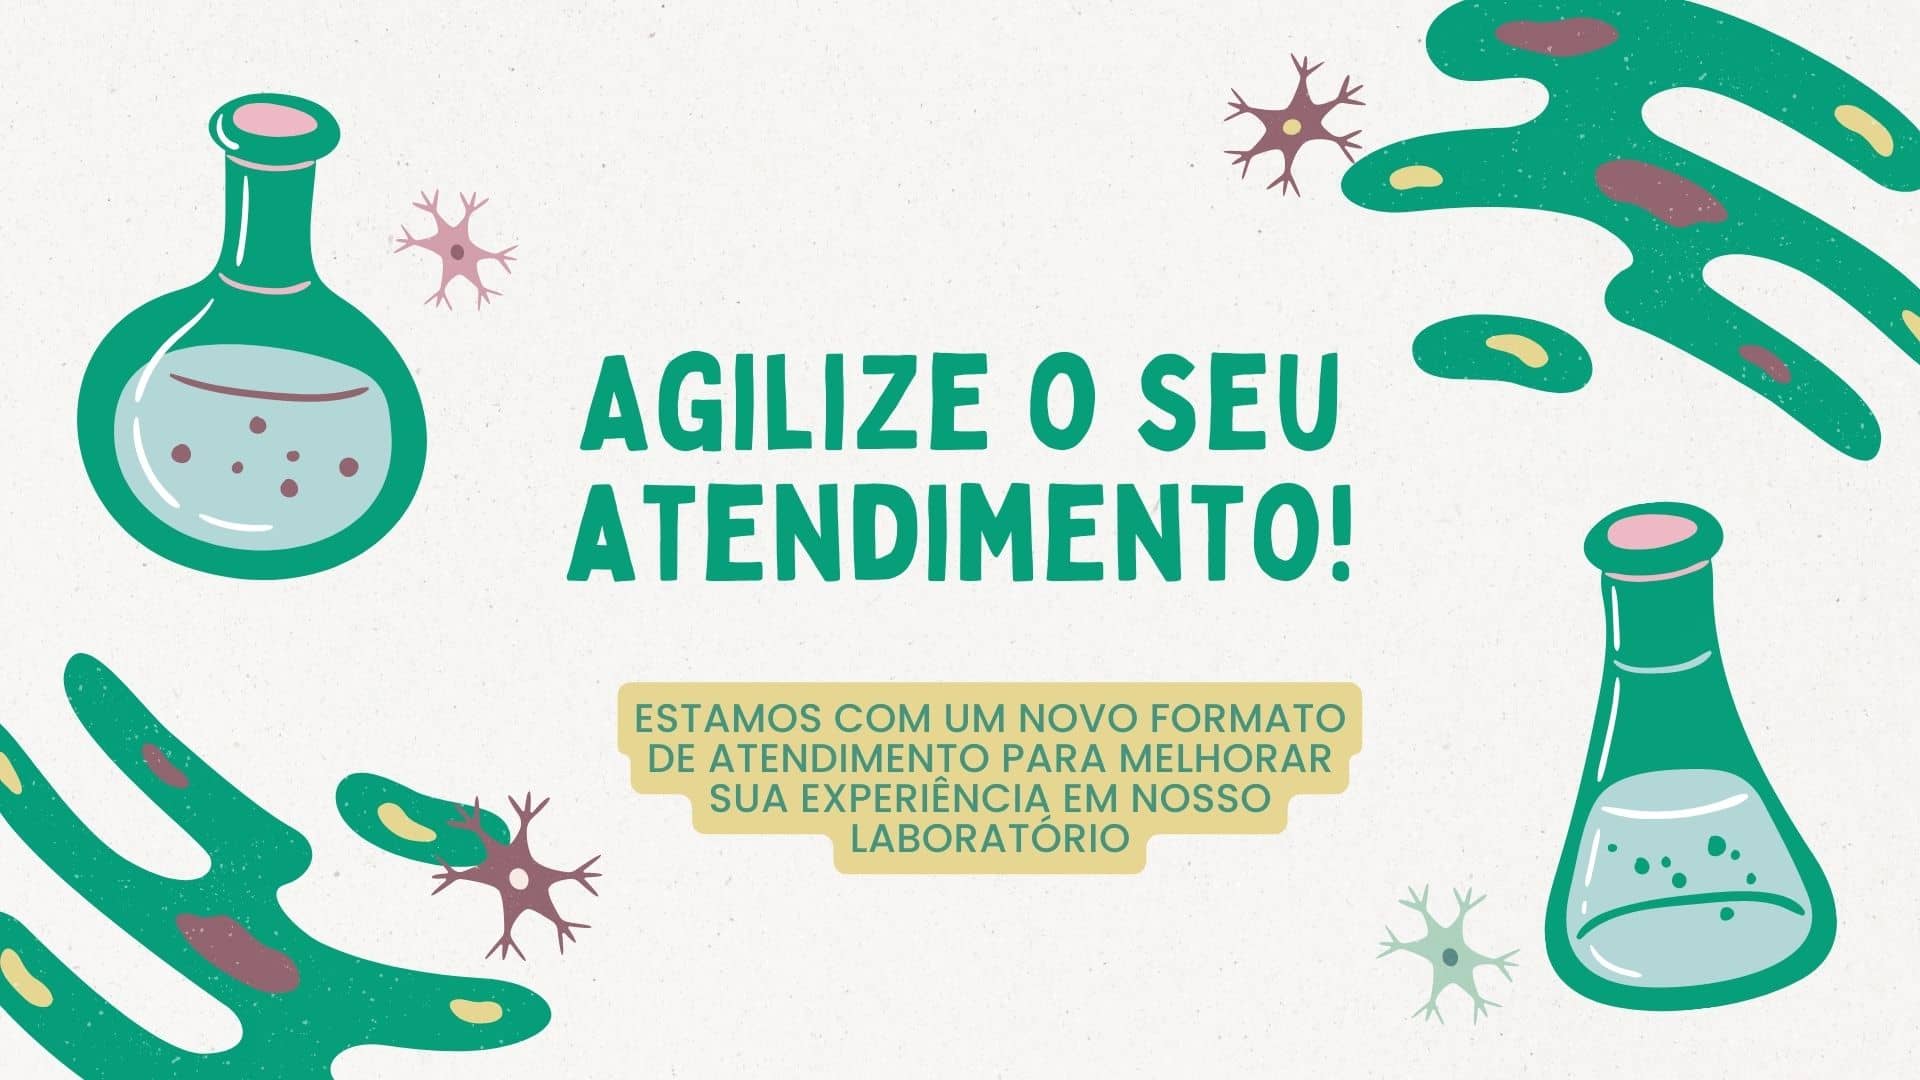 AGILIZE O SEU
ATENDIMENTO!
ESTAMOS COM UM NOVO FORMATO
DE ATENDIMENTO PARA MELHORAR
SUA EXPERIÊNCIA EM NOSSO
LABORATÓRIO